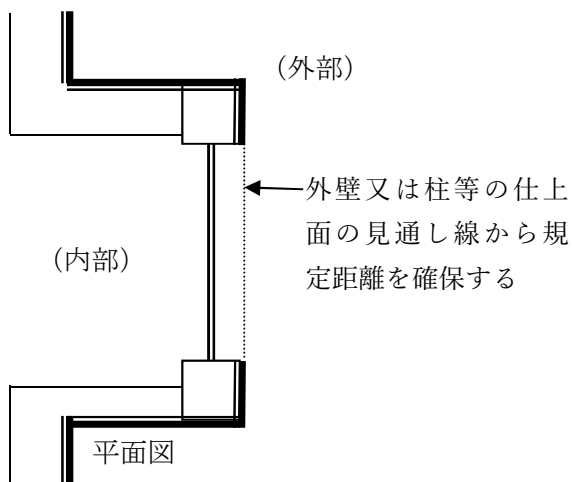 （外部）
外壁又は柱等の仕上
面の見通し線から規
定距離を確保する
（内部）
平面図